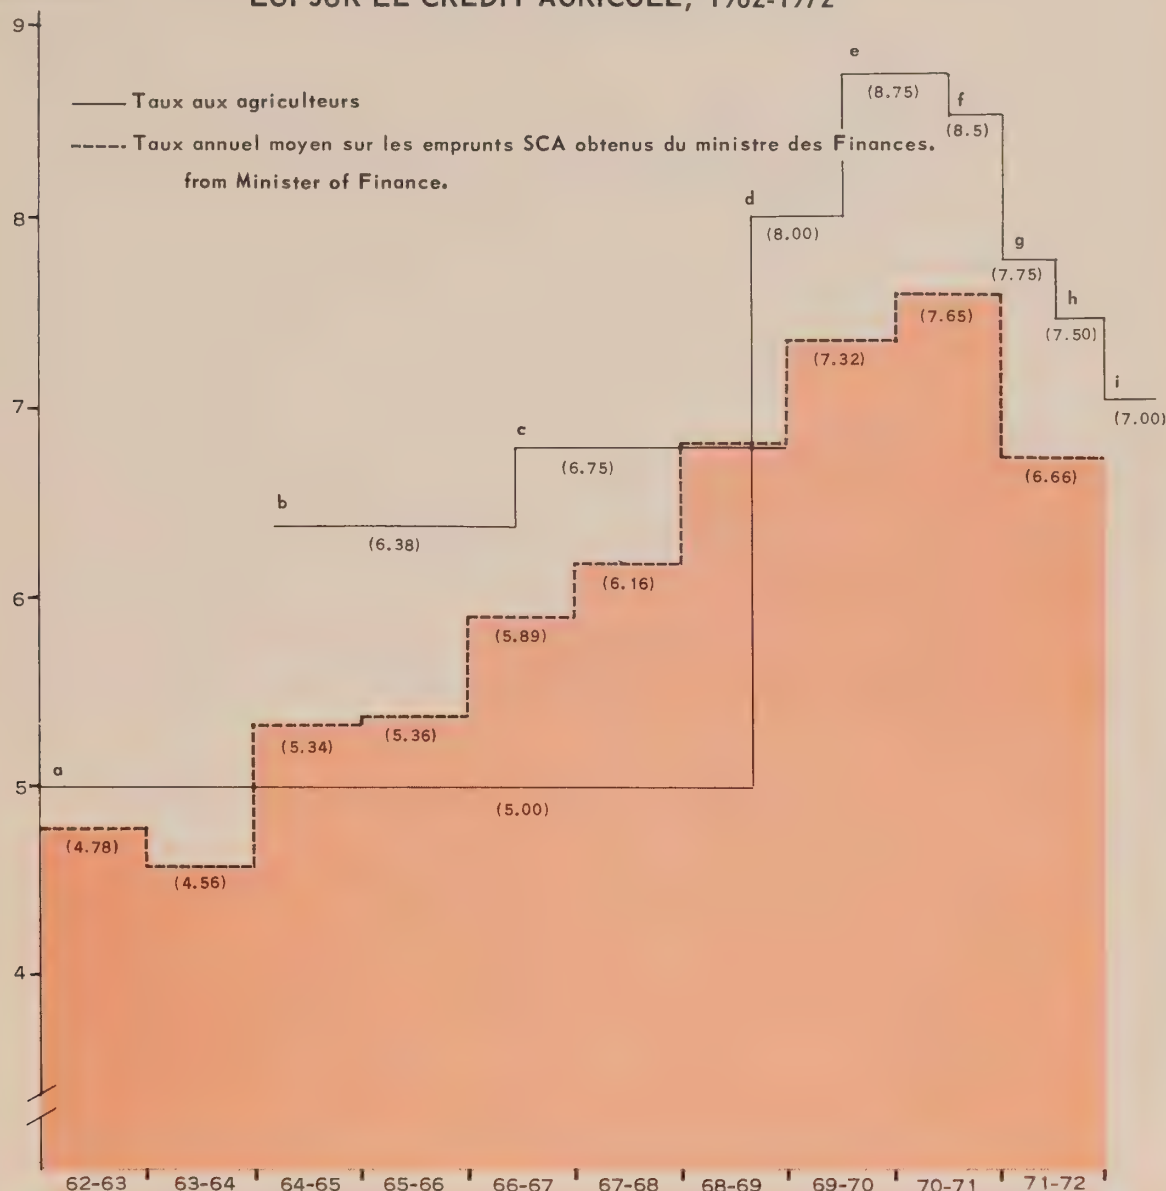 LOI SUR LE CREDIT AGRICOLE, 1962-1972
9
e
Taux aux agriculteurs
(8.75)
f
(8.5)
Taux annuel moyen sur les emprunts SCA obtenus du ministre des Finances.
from Minister of Finance.
d
8
(8.00)
g
(7.75)
h
(7.65)
(7.50)
(7.32)
i
7
(7.00)
c
(6.75)
(6.66)
b
(6.38)
(6.16)
6
(5.89)
(5.36)
(5.34)
a
5
(5.00)
(4.78)
(4.56)
4
62-63 63-64 64-65 65-66 66-67 67-68 68-69 69-70 70-71 71-72